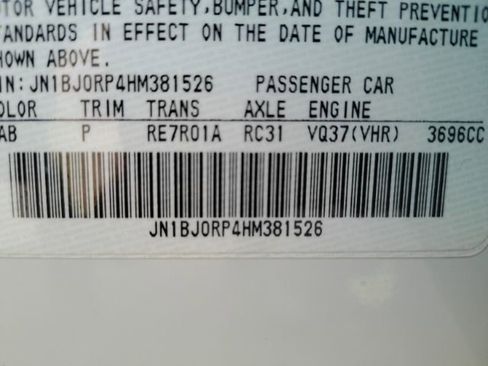 TOR VEHICLE SAFETY,BUMPER,AND THEFT PREVENTIO
TANDARDS IN EFFECT ON THE DATE OF MANUFACTURE
HOWN ABOVE.
IN:JN1BJ0RP4HM381526 PASSENGER CAR
OLOR TRIM TRANS AXLE ENGINE
AB P RE7R01A RC31 VQ37(VHR) 3696CC
JN1BJ0RP4HM381526